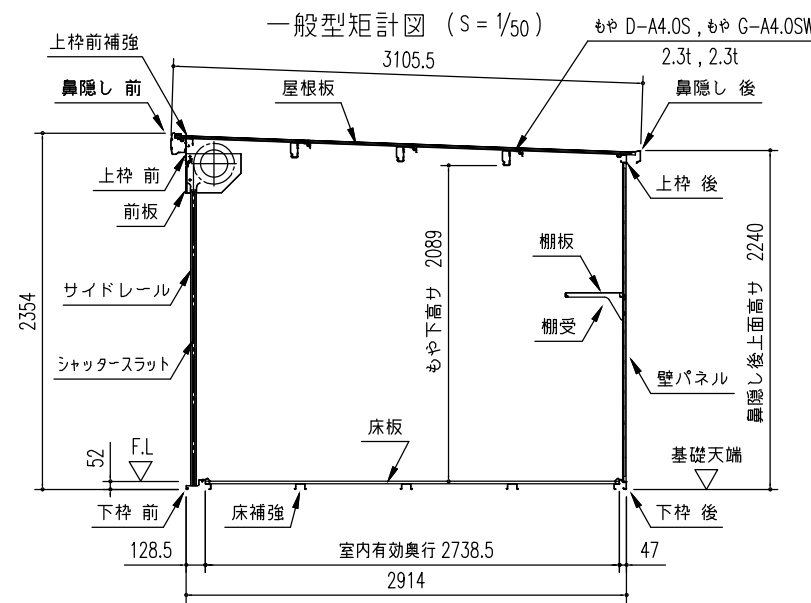 一般型矩計図 (S=1/50)
もや D-A4.0S , もや G-A4.0SW
2.3t , 2.3t
上枠前補強
3105.5
鼻隠し 前
屋根板
鼻隠し 後
上枠 前
上枠 後
前板
もや下高サ 2089
棚板
鼻隠し後上面高サ 2240
サイドレール
2354
棚受
シャッタースラット
壁パネル
床板
F.L
52
基礎天端
下枠 前
床補強
下枠 後
128.5
室内有効奥行 2738.5
47
2914